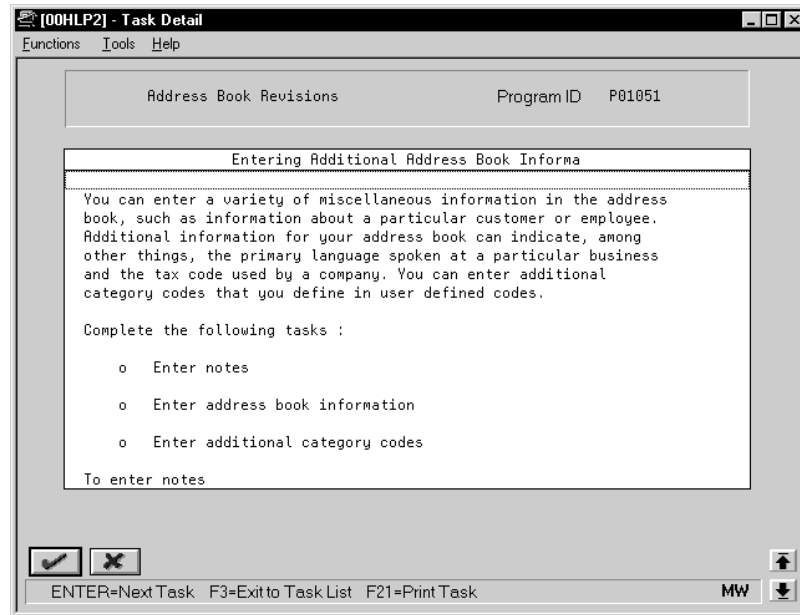 [00HLP2] - Task Detail
Functions Tools Help
Address Book Revisions Program ID P01051
Entering Additional Address Book Informa
You can enter a variety of miscellaneous information in the address
book, such as information about a particular customer or employee.
Additional information for your address book can indicate, among
other things, the primary language spoken at a particular business
and the tax code used by a company. You can enter additional
category codes that you define in user defined codes.
Complete the following tasks :
o Enter notes
o Enter address book information
o Enter additional category codes
To enter notes
ENTER=Next Task F3=Exit to Task List F21=Print Task MW